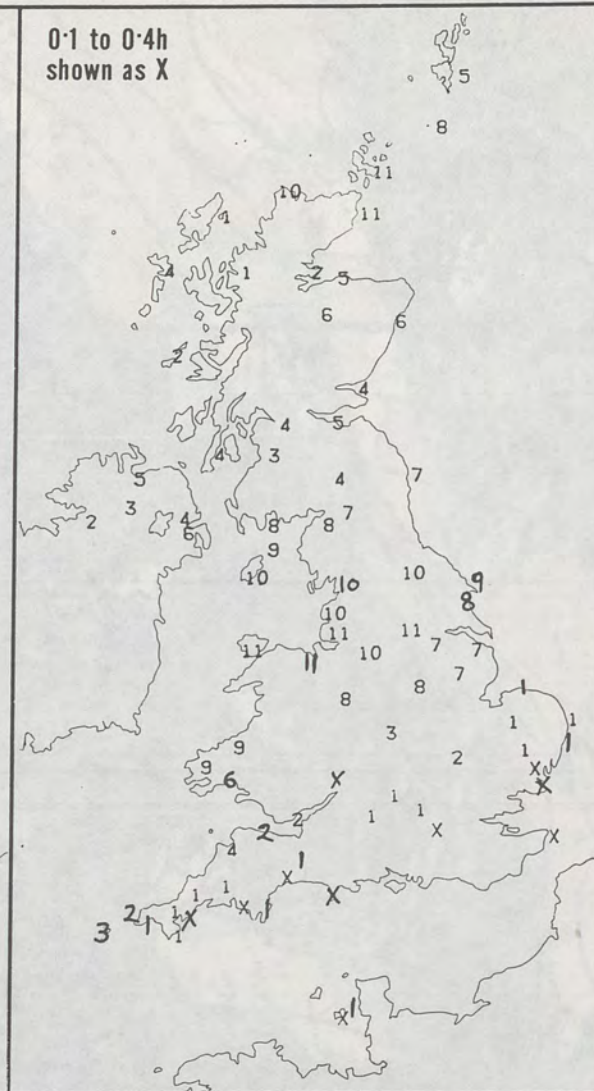 0·1 to 0·4h
shown as X
5
8
11
10
1 11
4 1 2 5
6 6
2
4
4 5
4 3
5 4 7
3 7
2 4 8 8
6
9
10 10 10 9
8
10
11 11
11 11 10 7 7
7
8 8 1
3 1 1
9 1
9 6 X 2 X
X
1
2 2 1 1 X X
4 1
X
1 1 X X
2 1 X 1
3 1 1
1
X